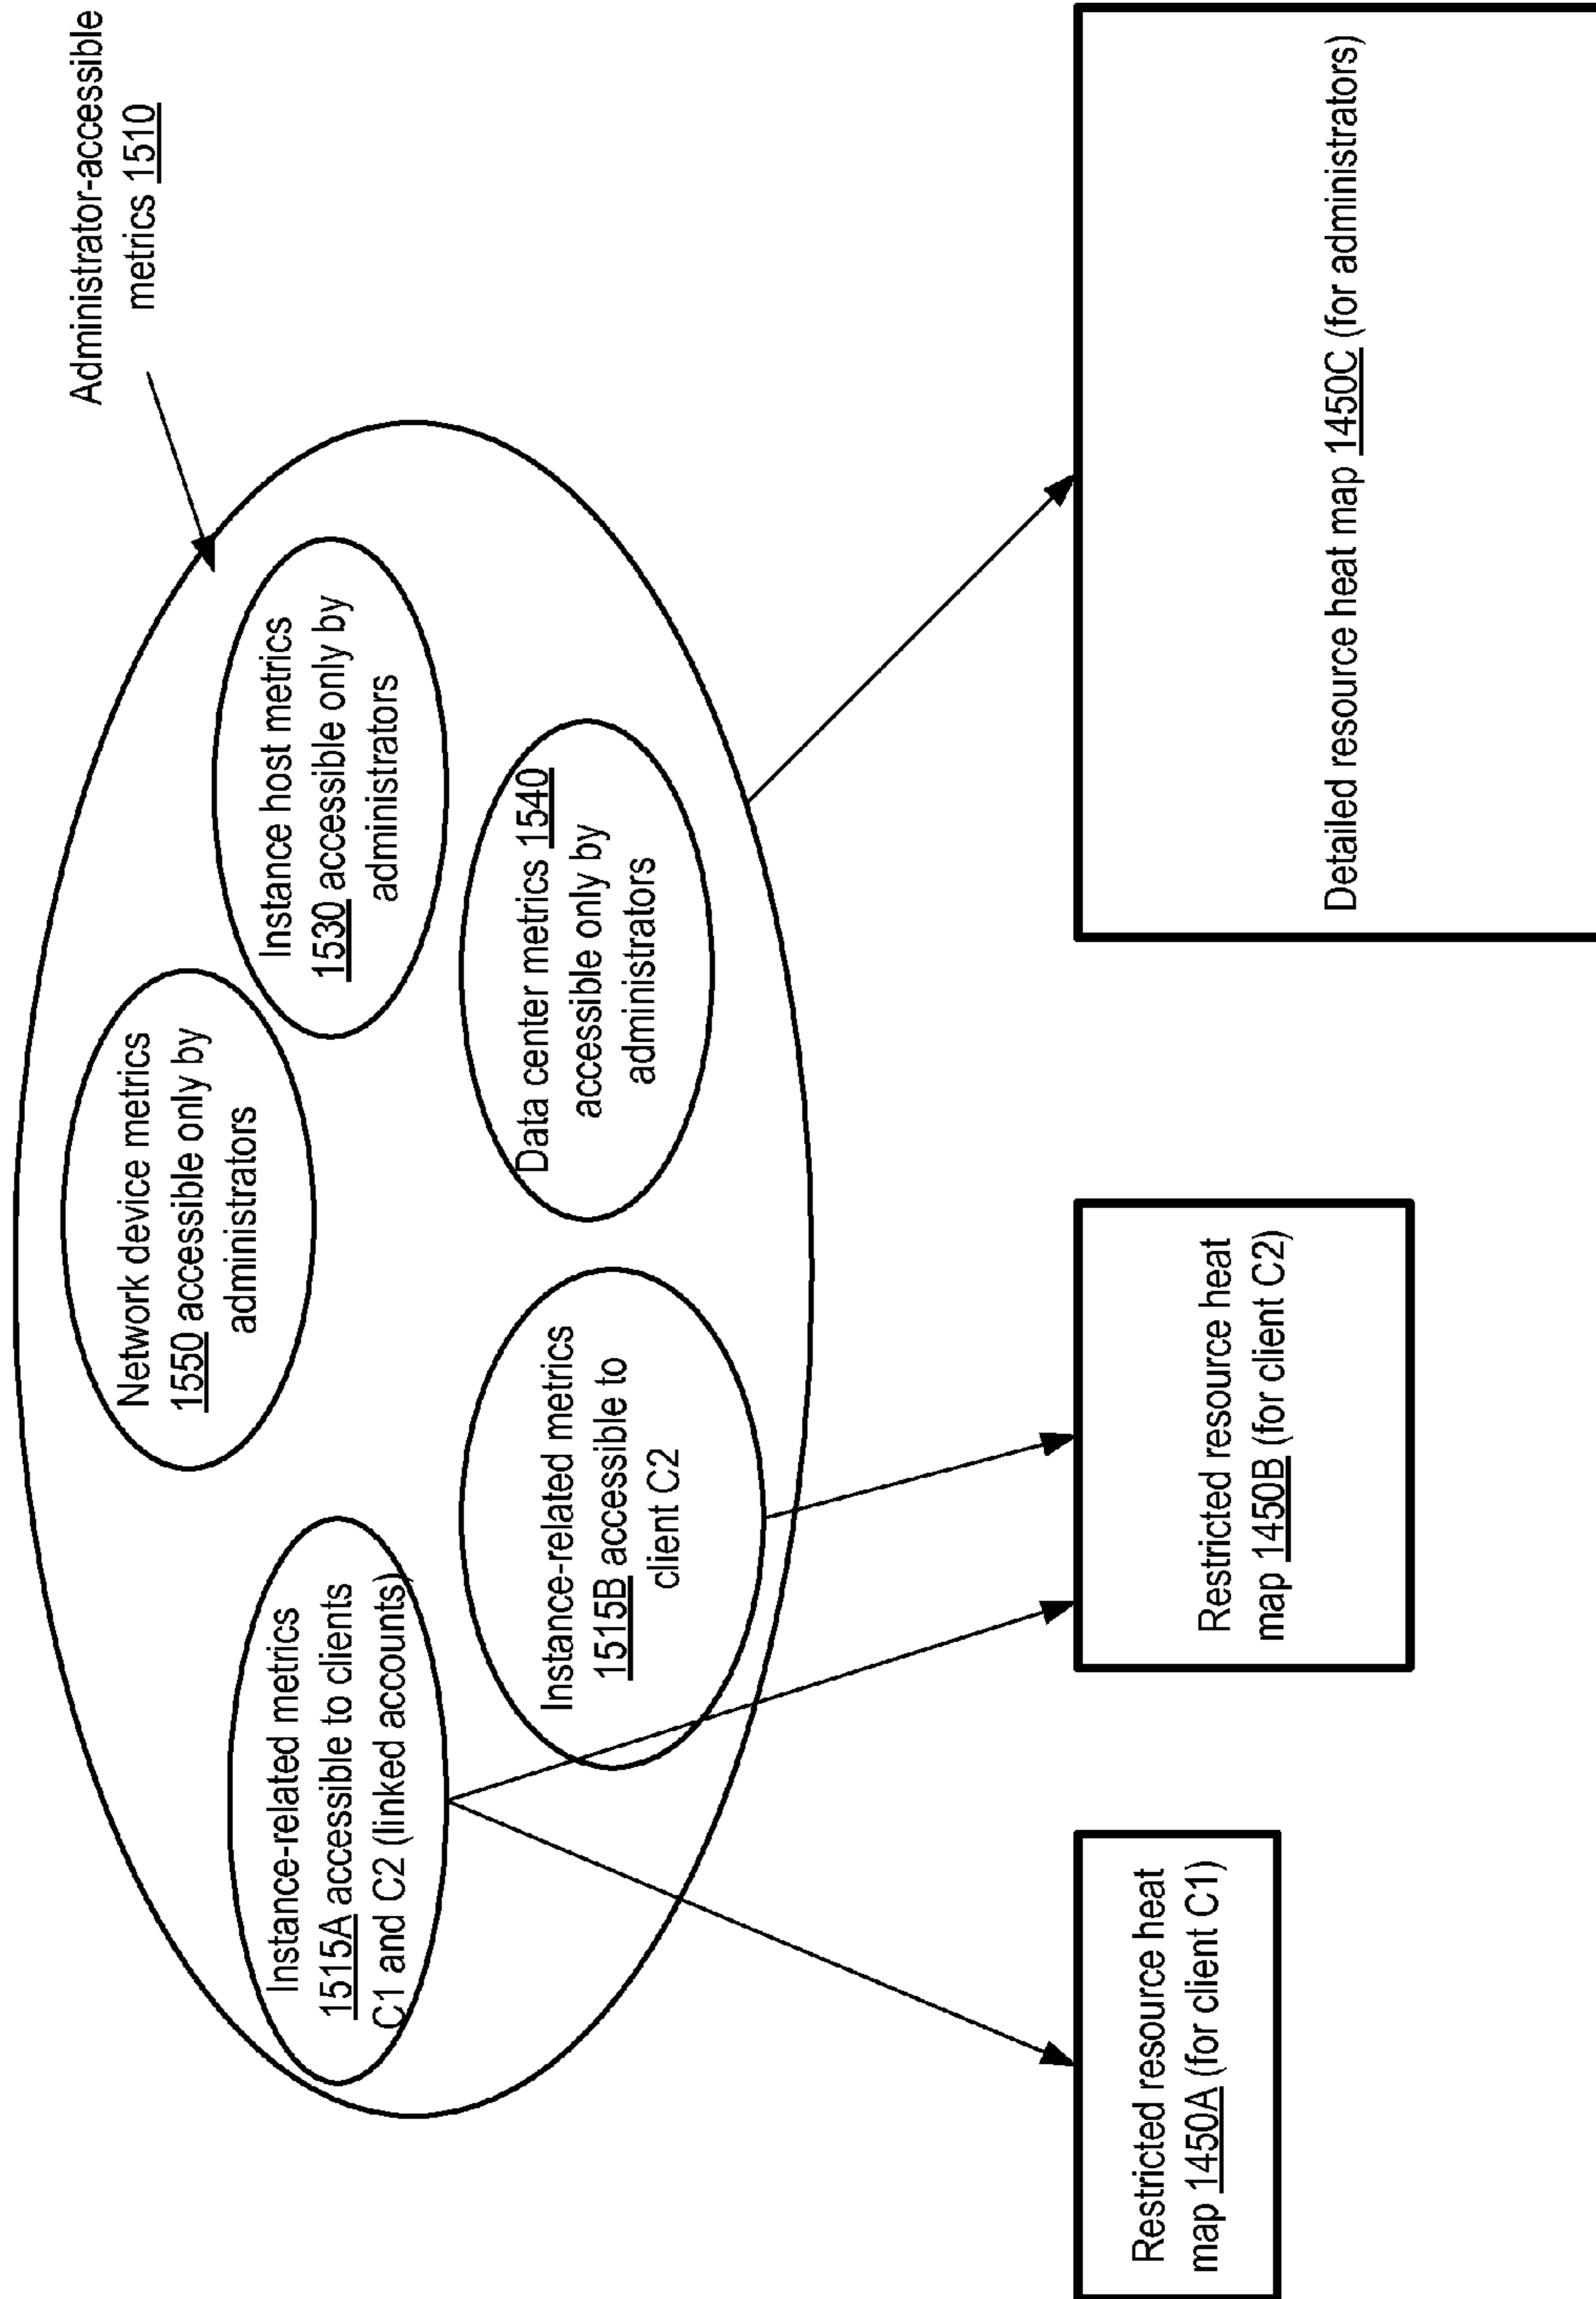 Administrator-accessible
metrics 1510
Network device metrics
1550 accessible only by
administrators
Instance host metrics
1530 accessible only by
administrators
Instance-related metrics
1515A accessible to clients
C1 and C2 (linked accounts)
Instance-related metrics
1515B accessible to
client C2
Data center metrics 1540
accessible only by
administrators
Restricted resource heat
map 1450A (for client C1)
Restricted resource heat
map 1450B (for client C2)
Detailed resource heat map 1450C (for administrators)